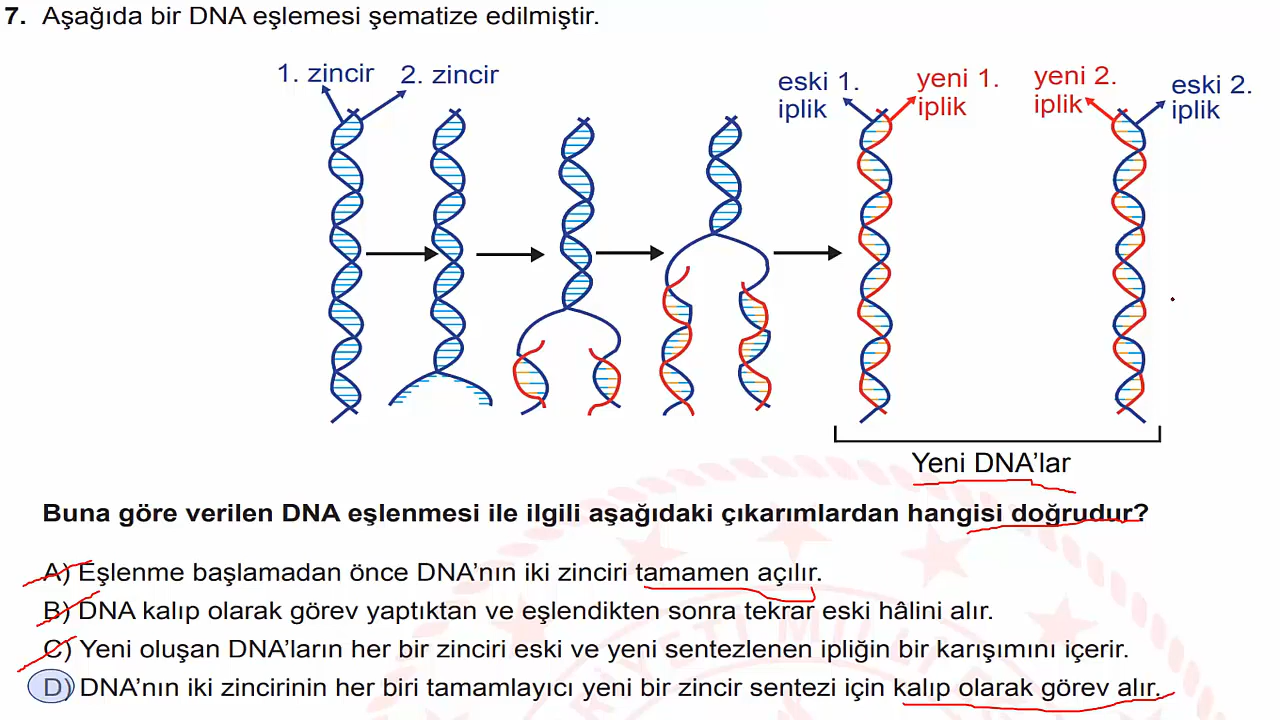 7. Aşağıda bir DNA eşlemesi şematize edilmiştir.
1. zincir 2. zincir
eski 1. iplik
yeni 1. iplik
yeni 2. iplik
eski 2. iplik
Yeni DNA'lar
Buna göre verilen DNA eşlenmesi ile ilgili aşağıdaki çıkarımlardan hangisi doğrudur?
A) Eşlenme başlamadan önce DNA'nın iki zinciri tamamen açılır.
B) DNA kalıp olarak görev yaptıktan ve eşlendikten sonra tekrar eski hâlini alır.
C) Yeni oluşan DNA'ların her bir zinciri eski ve yeni sentezlenen ipliğin bir karışımını içerir.
D) DNA'nın iki zincirinin her biri tamamlayıcı yeni bir zincir sentezi için kalıp olarak görev alır.